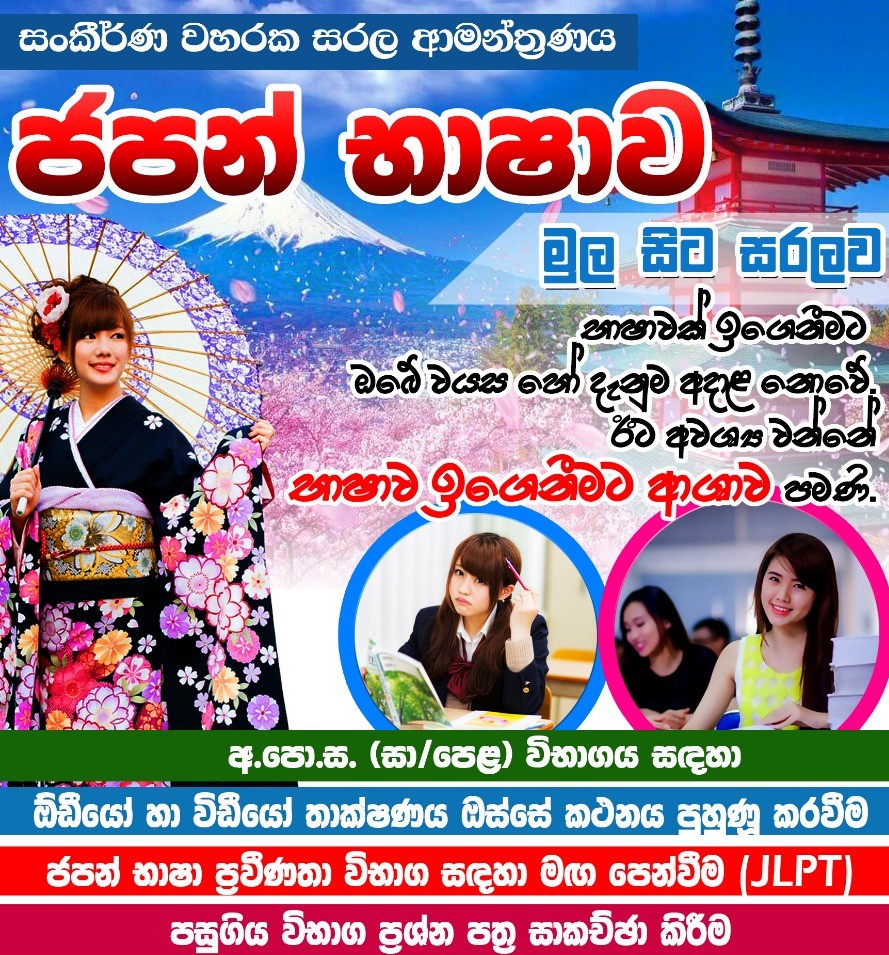 සංකීර්ණ වහරක සරල ආමන්ත්‍රණය
ජපන් භාෂාව
මුල සිට සරලව
භාෂාවක් ඉගෙනීමට
ඔබේ වයස හෝ දැනුම අදාළ නොවේ.
ඊට අවශ්‍ය වන්නේ
භාෂාව ඉගෙනීමට ආශාව පමණි.
අ.පො.ස. (සා/පෙළ) විභාගය සඳහා
ඕඩියෝ හා විඩියෝ තාක්ෂණය ඔස්සේ කථනය පුහුණු කරවීම
ජපන් භාෂා ප්‍රවීණතා විභාග සඳහා මඟ පෙන්වීම (JLPT)
පසුගිය විභාග ප්‍රශ්න පත්‍ර සාකච්ඡා කිරීම